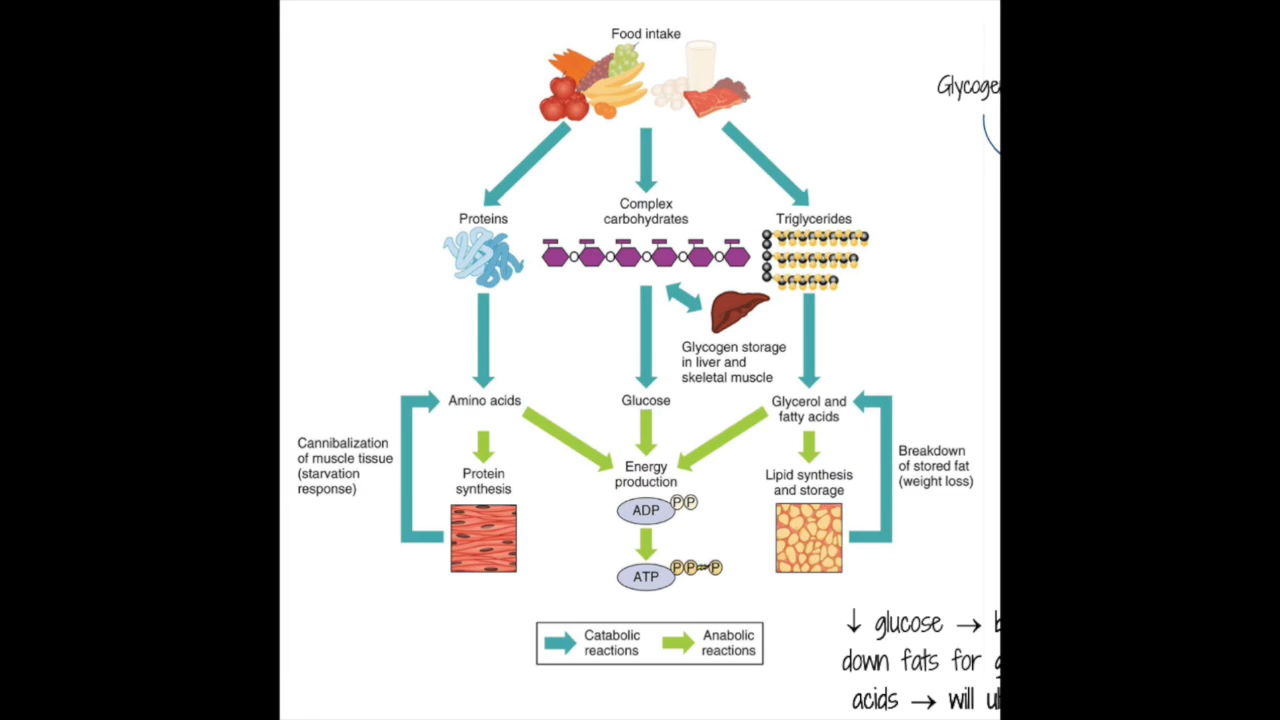 Food intake
Glycoge
Complex
carbohydrates
Proteins
Triglycerides
Glycogen storage
in liver and
skeletal muscle
Amino acids
Glucose
Glycerol and
fatty acids
Cannibalization
of muscle tissue
(starvation
response)
Protein
synthesis
Energy
production
Lipid synthesis
and storage
Breakdown
of stored fat
(weight loss)
ADP
P P
ATP
P P P
Catabolic
reactions
Anabolic
reactions
↓ glucose →
down fats for
acids → will